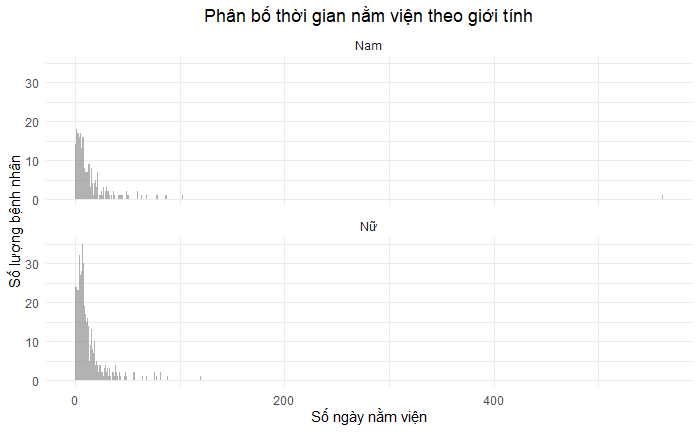 Phân bố thời gian nằm viện theo giới tính
Nam
30
20
10
0
Nữ
30
20
10
0
Số lượng bệnh nhân
0 200 400
Số ngày nằm viện